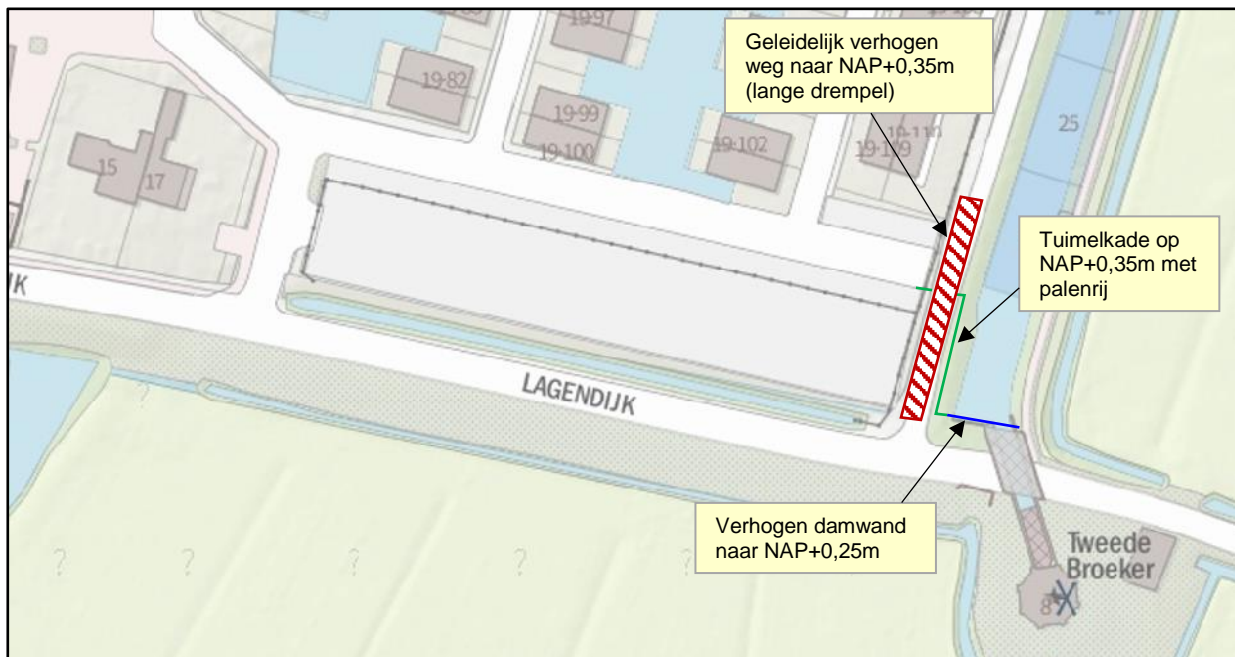 19-97
19-82
25
Geleidelijk verhogen
weg naar NAP+0,35m
(lange drempel)
19-99
19-100
19-102
19-109
15
17
Tuimelkade op
NAP+0,35m met
palenrij
LAGENDIJK
Verhogen damwand
naar NAP+0,25m
Tweede
Broeker
8
?
?
?
?
?
?
?